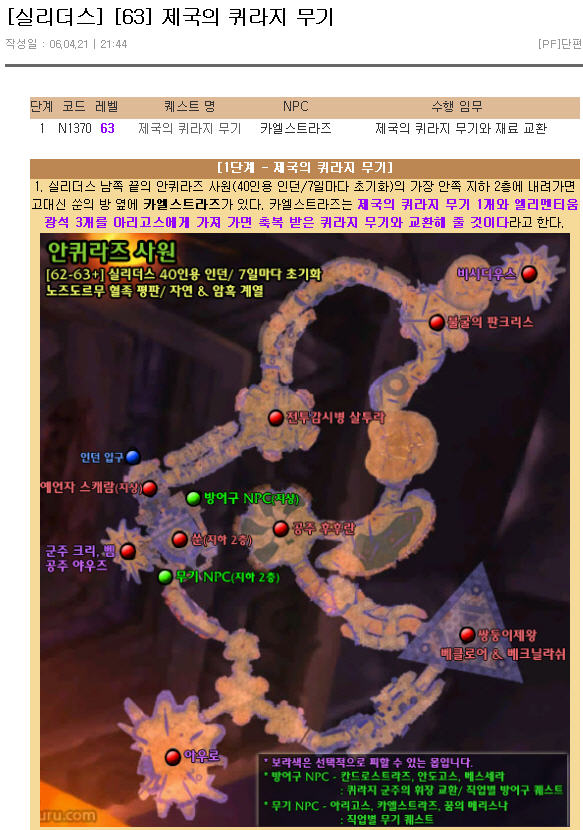 [실리더스] [63] 제국의 퀴라지 무기
작성일 : 06,04,21 | 21:44 [PF]단편
단계 코드 레벨 퀘스트 명 NPC 수행 임무
1 N1370 63 제국의 퀴라지 무기 카엘스트라즈 제국의 퀴라지 무기와 재료 교환
[1단계 - 제국의 퀴라지 무기]
1. 실리더스 남쪽 끝의 안퀴라즈 사원(40인용 인던/7일마다 초기화)의 가장 안쪽 지하 2층에 내려가면
고대신 쑨의 방 옆에 카엘스트라즈가 있다. 카엘스트라즈는 제국의 퀴라지 무기 1개와 엘리멘티움
광석 3개를 아리고스에게 가져 가면 축복 받은 퀴라지 무기와 교환해 줄 것이다라고 한다.
안퀴라즈 사원
[62-63+] 실리더스 40인용 인던/ 7일마다 초기화
노즈도르무 혈족 평판/ 자연 & 암흑 계열
비시디우스
불굴의 판크리스
전투감시병 살투라
인던 입구
예언자 스케람(지상)
방어구 NPC(지상)
공주 후후란
쑨(지하 2층)
군주 크리, 벰
공주 야우즈
무기 NPC(지하 2층)
쌍둥이제왕
베클로어 & 베크닐라쉬
아우로
* 보라색은 선택적으로 피할 수 있는 몹입니다.
* 방어구 NPC - 칸드로스트라즈, 안도고스, 베스세라
: 퀴라지 군주의 휘장 교환/ 직업별 방어구 퀘스트
* 무기 NPC - 아리고스, 카엘스트라즈, 꿈의 메리스나
: 직업별 무기 퀘스트
uru.com